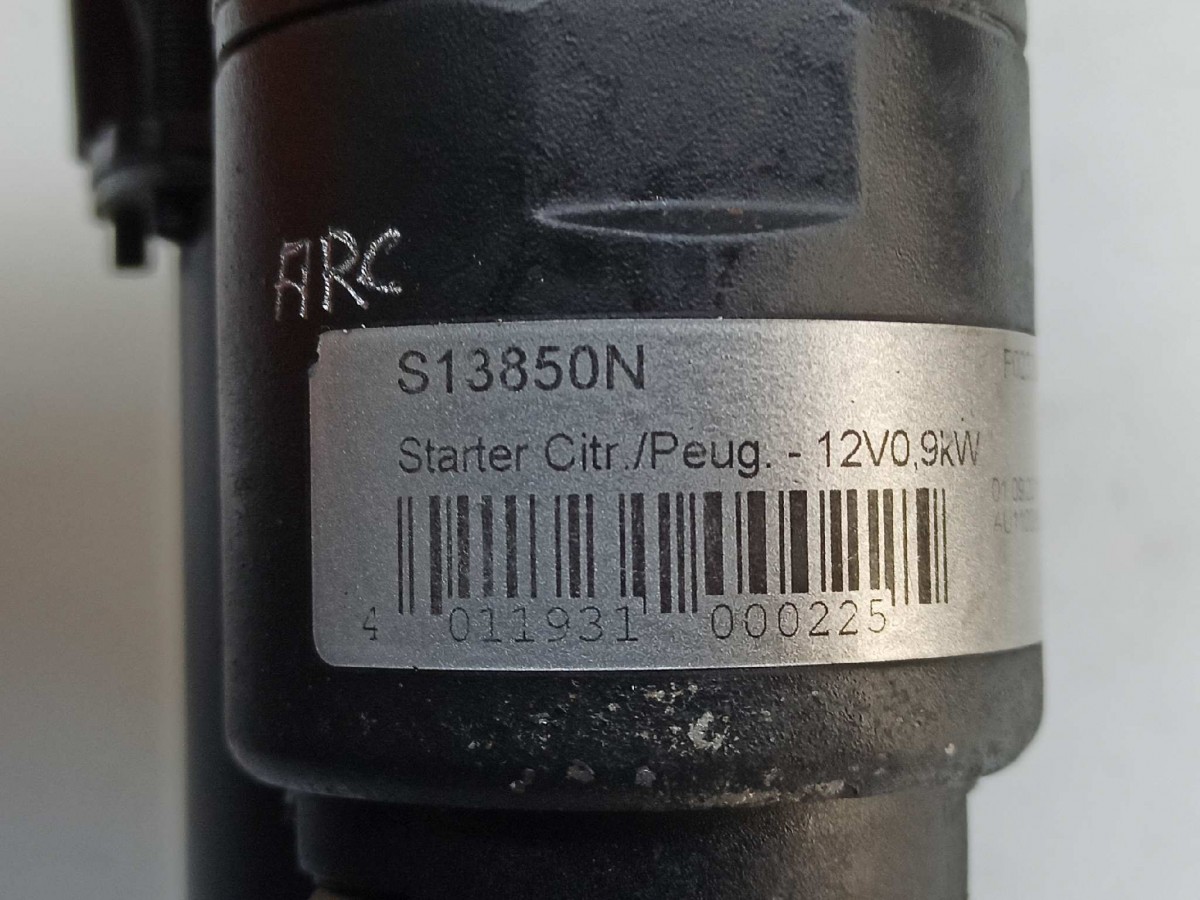 ARC
S13850N
Starter Citr./Peug. - 12V0,9kW
4 011931 000225